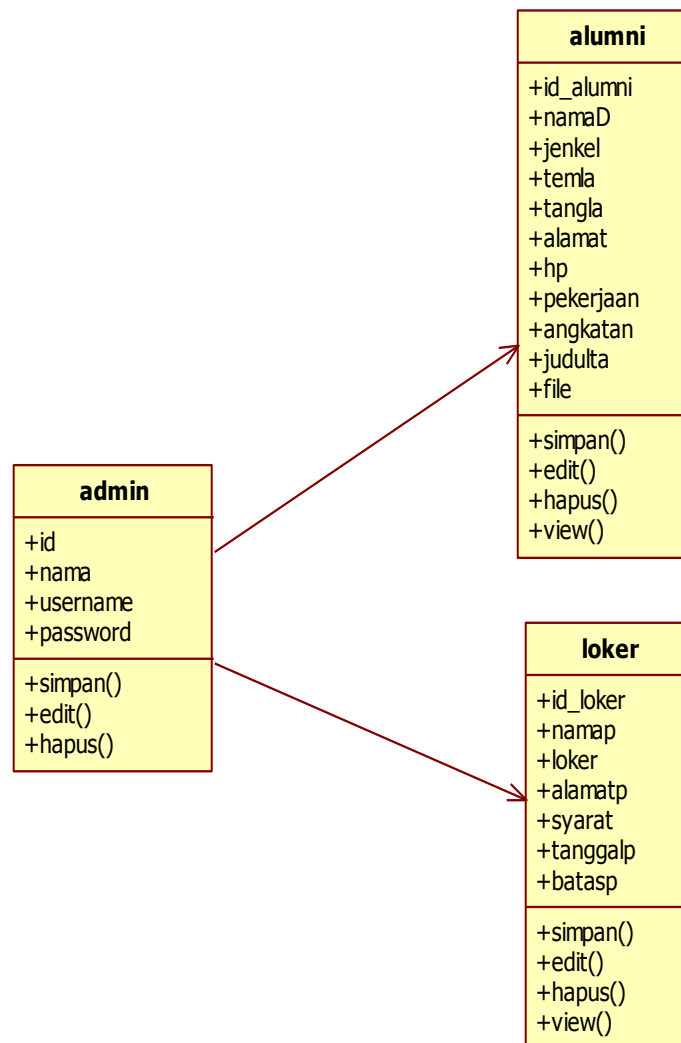 alumni
+id_alumni
+namaD
+jenkel
+temla
+tangla
+alamat
+hp
+pekerjaan
+angkatan
+judulta
+file
+simpan()
+edit()
+hapus()
+view()
admin
+id
+nama
+username
+password
+simpan()
+edit()
+hapus()
loker
+id_loker
+namap
+loker
+alamatp
+syarat
+tanggalp
+batasp
+simpan()
+edit()
+hapus()
+view()